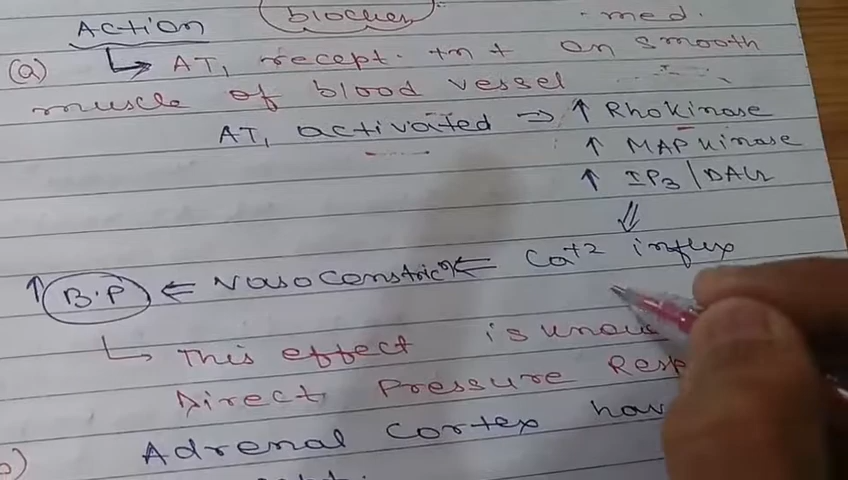 Action blocker - med.
(a) ↳ AT₁ recept. on smooth
muscle of blood vessel
AT₁ activated ⇒ ↑ Rhokinase
↑ MAP kinase
↑ IP₃ / DAG
⇓
↑ B.P ⇐ Vasoconstricn ⇐ Ca+2 influx
↳ This effect is
Direct Pressure
Adrenal cortex